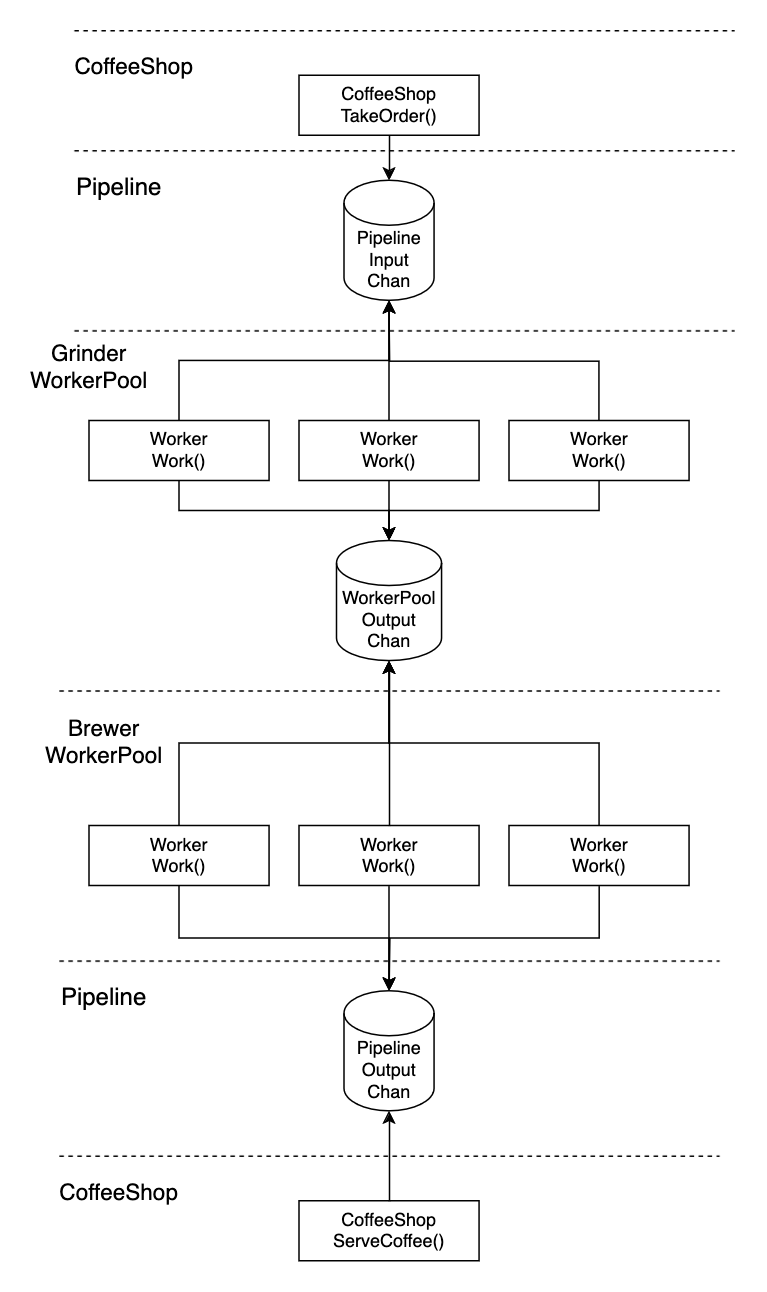 CoffeeShop
CoffeeShop
TakeOrder()
Pipeline
Pipeline
Input
Chan
Grinder
WorkerPool
Worker
Work()
Worker
Work()
Worker
Work()
WorkerPool
Output
Chan
Brewer
WorkerPool
Worker
Work()
Worker
Work()
Worker
Work()
Pipeline
Pipeline
Output
Chan
CoffeeShop
CoffeeShop
ServeCoffee()